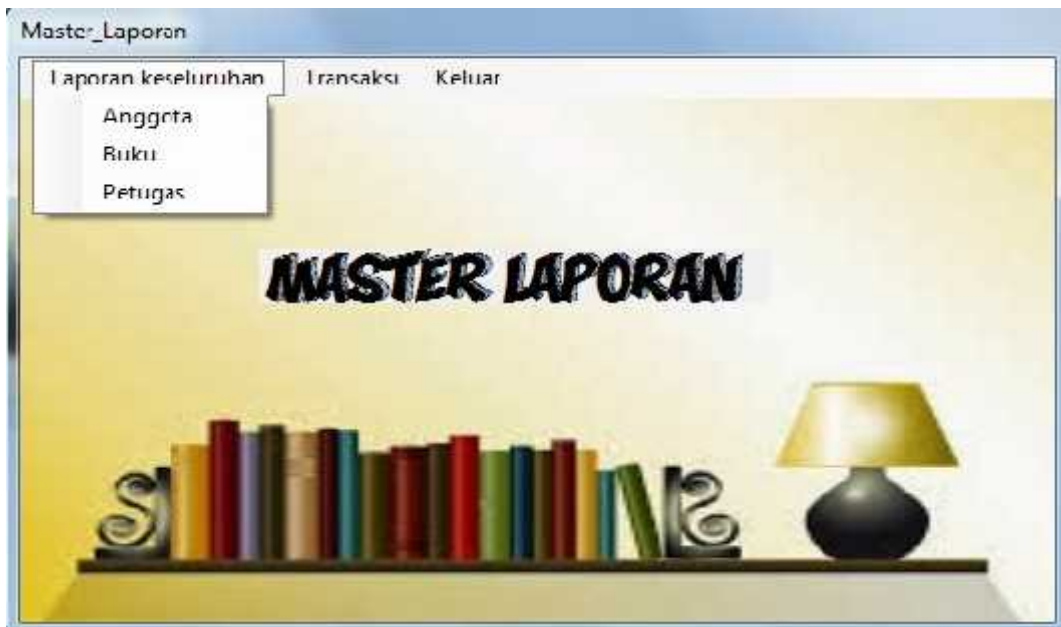 Master_Laporan
Laporan keseluruhan Transaksi Keluar
Anggota
Buku
Petugas
MASTER LAPORAN